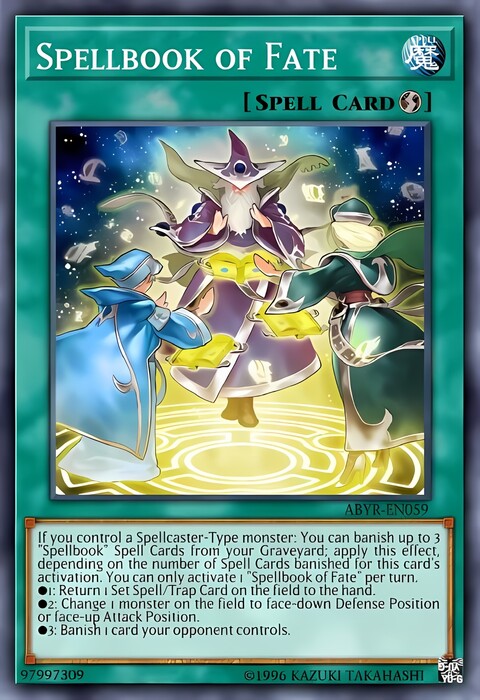 SPELLBOOK OF FATE
魔
[SPELL CARD]
ABYR-EN059
If you control a Spellcaster-Type monster: You can banish up to 3
"Spellbook" Spell Cards from your Graveyard; apply this effect,
depending on the number of Spell Cards banished for this card's
activation. You can only activate 1 "Spellbook of Fate" per turn.
●1: Return 1 Set Spell/Trap Card on the field to the hand.
●2: Change 1 monster on the field to face-down Defense Position
or face-up Attack Position.
●3: Banish 1 card your opponent controls.
97997309
©1996 KAZUKI TAKAHASHI